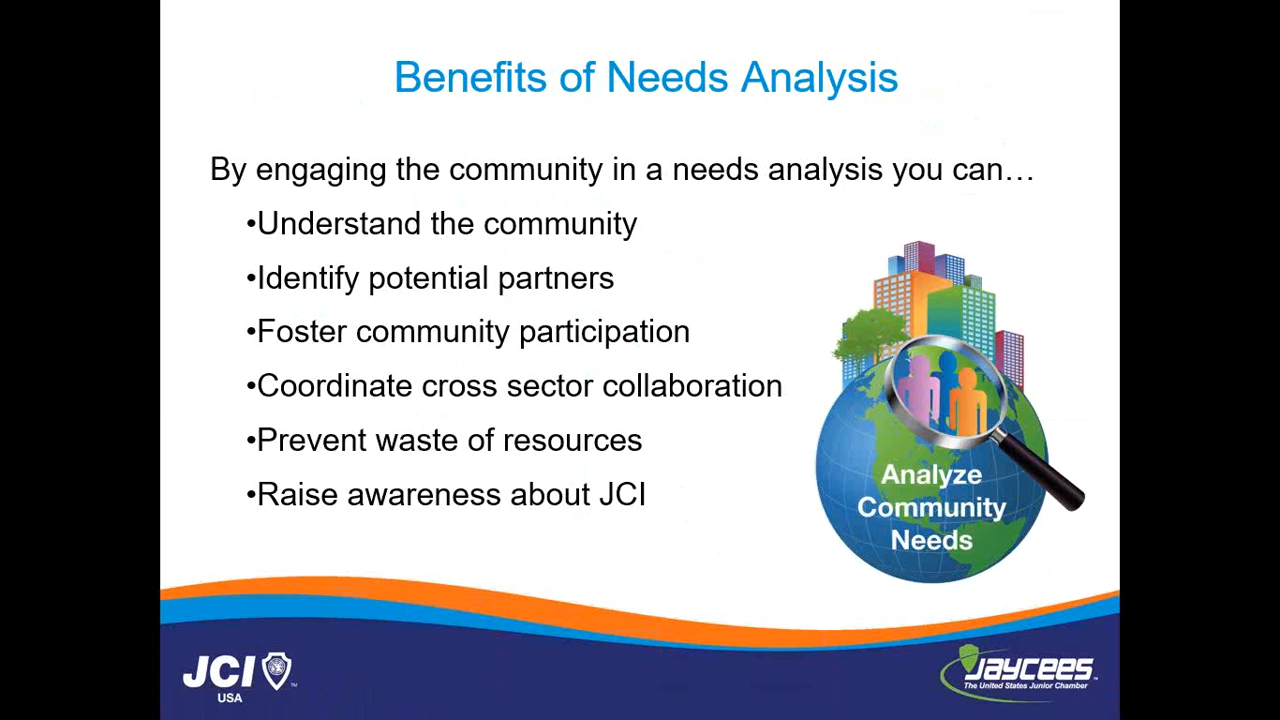 Benefits of Needs Analysis
By engaging the community in a needs analysis you can…
•Understand the community
•Identify potential partners
•Foster community participation
•Coordinate cross sector collaboration
•Prevent waste of resources
•Raise awareness about JCI
Analyze
Community
Needs
JCI ™
USA
Jaycees™
The United States Junior Chamber